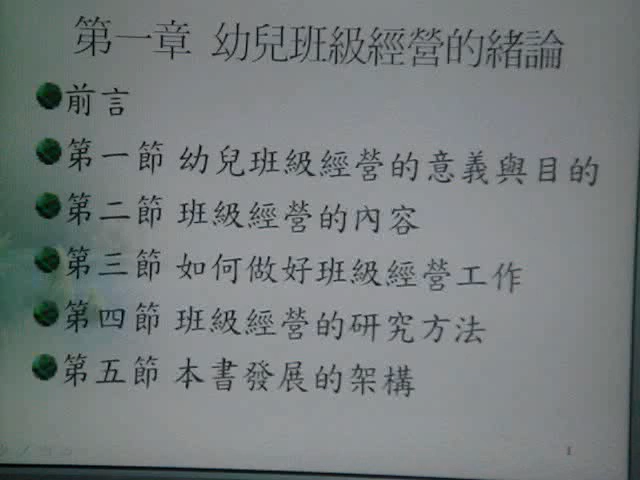 第一章 幼兒班級經營的緒論
前言
第一節 幼兒班級經營的意義與目的
第二節 班級經營的內容
第三節 如何做好班級經營工作
第四節 班級經營的研究方法
第五節 本書發展的架構
1